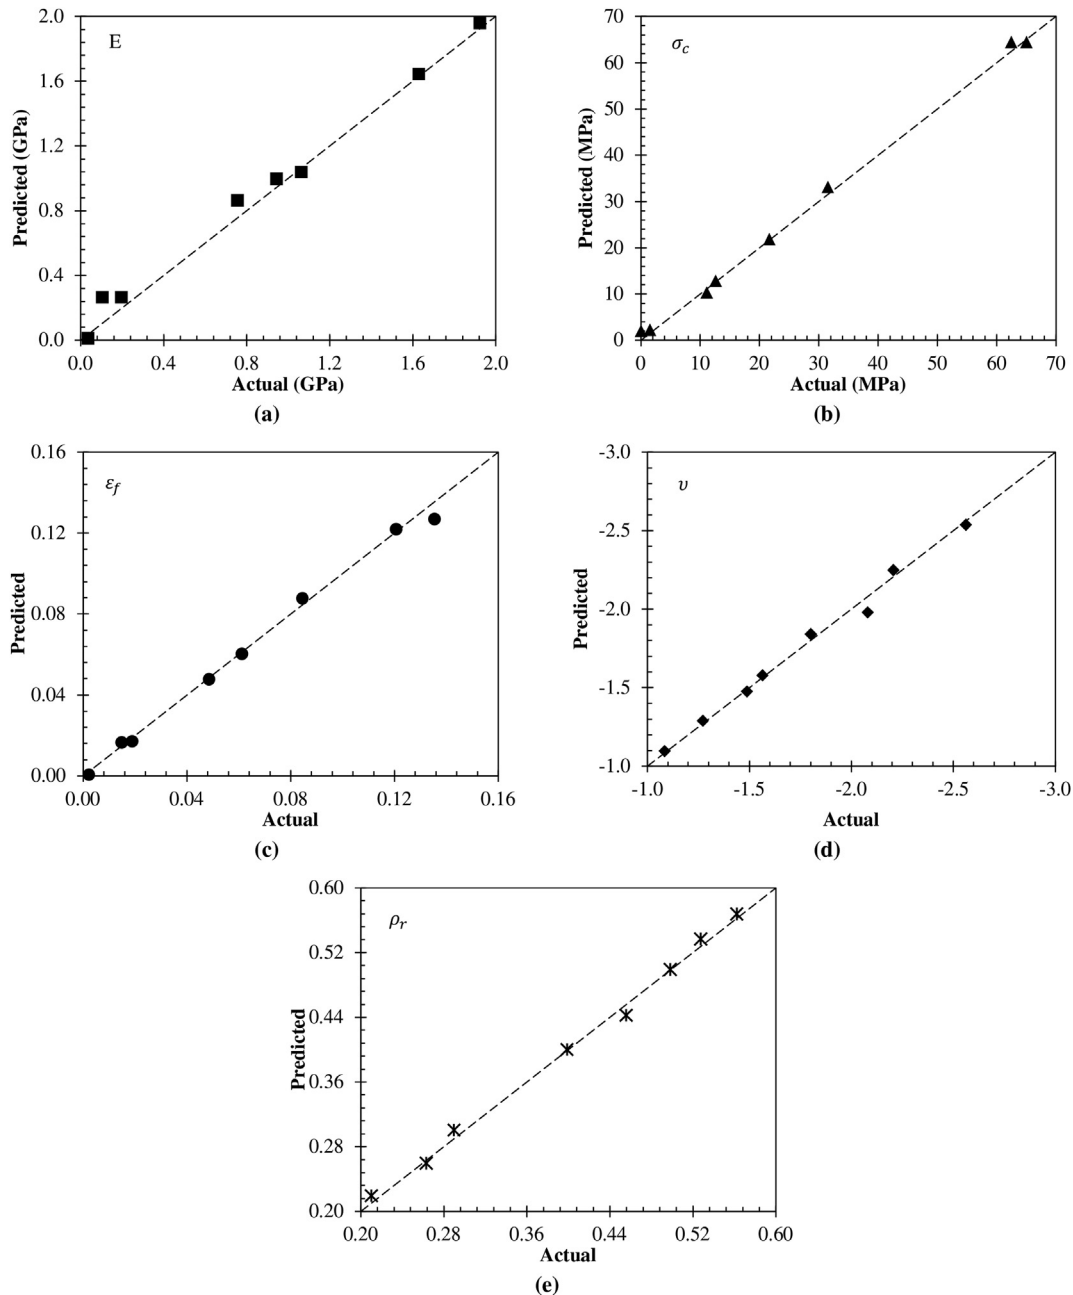 E
2.0
1.6
1.2
0.8
0.4
0.0
Predicted (GPa)
0.0 0.4 0.8 1.2 1.6 2.0
Actual (GPa)
(a)
σ_c
70
60
50
40
30
20
10
0
Predicted (MPa)
0 10 20 30 40 50 60 70
Actual (MPa)
(b)
ε_f
0.16
0.12
0.08
0.04
0.00
Predicted
0.00 0.04 0.08 0.12 0.16
Actual
(c)
υ
-3.0
-2.5
-2.0
-1.5
-1.0
Predicted
-1.0 -1.5 -2.0 -2.5 -3.0
Actual
(d)
ρ_r
0.60
0.52
0.44
0.36
0.28
0.20
Predicted
0.20 0.28 0.36 0.44 0.52 0.60
Actual
(e)